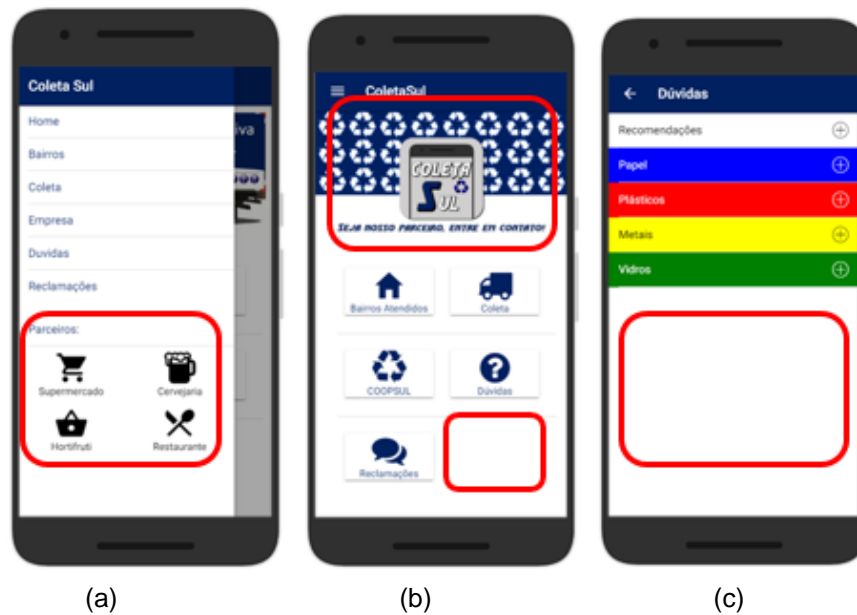 Coleta Sul
Home
Bairros
Coleta
Empresa
Duvidas
Reclamações
Parceiros:
Supermercado
Cervejaria
Hortifruti
Restaurante
iva
(a)
ColetaSul
COLETA
SUL
SEJA NOSSO PARCEIRO, ENTRE EM CONTATO!
Bairros Atendidos
Coleta
COOPSUL
Dúvidas
Reclamações
(b)
Dúvidas
Recomendações
Papel
Plásticos
Metais
Vidros
(c)